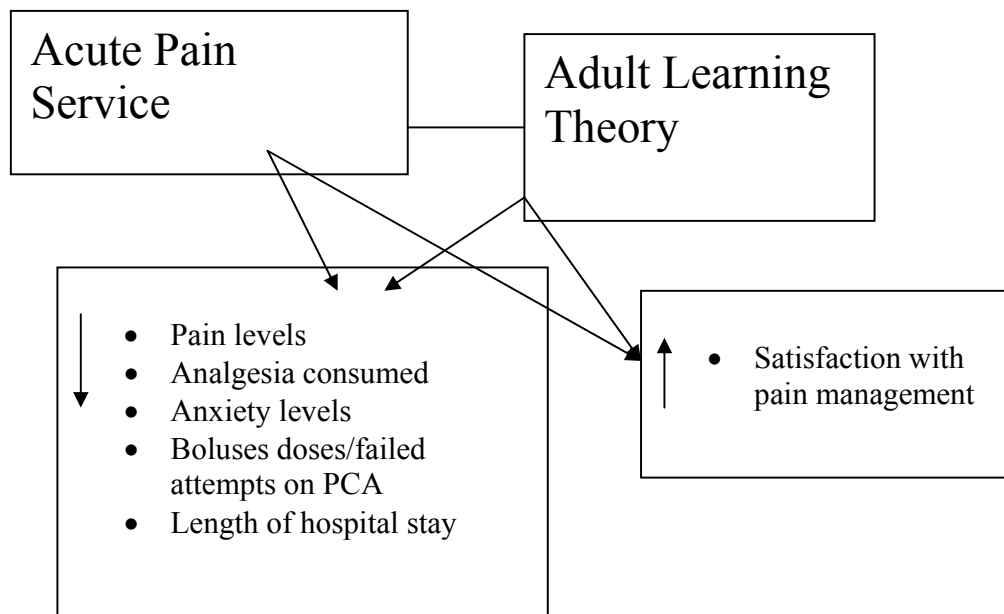 Acute Pain
Service
Adult Learning
Theory
• Pain levels
• Analgesia consumed
• Anxiety levels
• Boluses doses/failed
attempts on PCA
• Length of hospital stay
• Satisfaction with
pain management